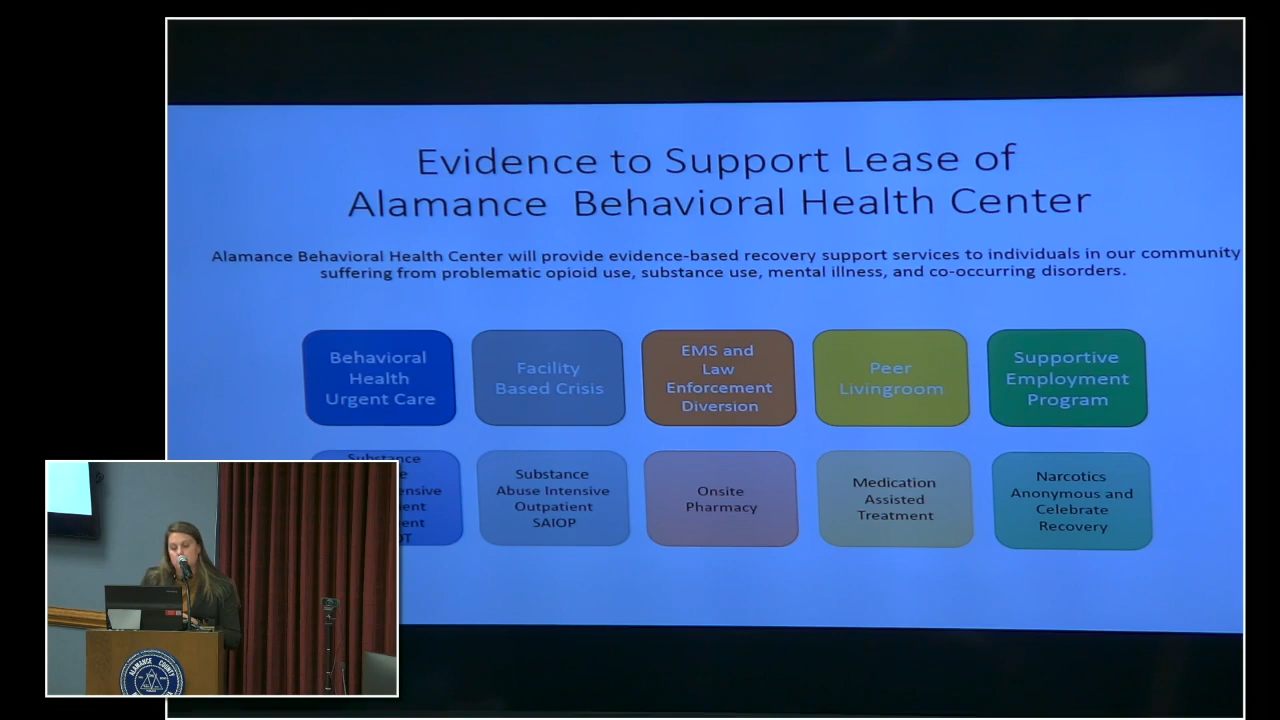 Evidence to Support Lease of
Alamance Behavioral Health Center
Alamance Behavioral Health Center will provide evidence-based recovery support services to individuals in our community
suffering from problematic opioid use, substance use, mental illness, and co-occurring disorders.
Behavioral
Health
Urgent Care
Facility
Based Crisis
EMS and
Law
Enforcement
Diversion
Peer
Livingroom
Supportive
Employment
Program
Substance
Substance
Abuse Intensive
Outpatient
SAIOP
Onsite
Pharmacy
Medication
Assisted
Treatment
Narcotics
Anonymous and
Celebrate
Recovery
ALAMANCE COUNTY